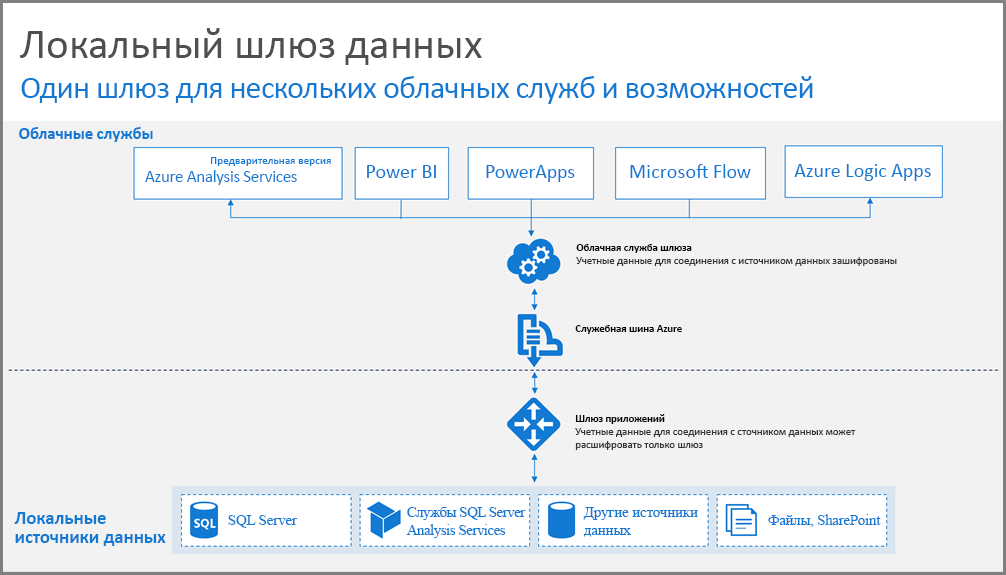 Локальный шлюз данных
Один шлюз для нескольких облачных служб и возможностей
Облачные службы
Предварительная версия
Azure Analysis Services
Power BI
PowerApps
Microsoft Flow
Azure Logic Apps
Облачная служба шлюза
Учетные данные для соединения с источником данных зашифрованы
Служебная шина Azure
Шлюз приложений
Учетные данные для соединения с сточником данных может
расшифровать только шлюз
Локальные
источники данных
SQL
SQL Server
Службы SQL Server
Analysis Services
Другие источники
данных
Файлы, SharePoint